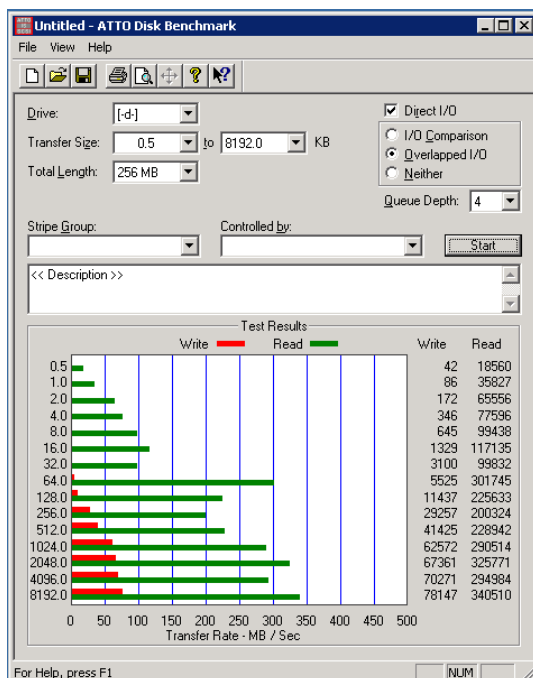 Untitled - ATTO Disk Benchmark
File View Help
Drive: [-d-] Direct I/O
Transfer Size: 0.5 to 8192.0 KB I/O Comparison
Overlapped I/O
Total Length: 256 MB Neither
Queue Depth: 4
Stripe Group: Controlled by:
Start
<< Description >>
Test Results
Write Read Write Read
0.5 42 18560
1.0 86 35827
2.0 172 65556
4.0 346 77596
8.0 645 99438
16.0 1329 117135
32.0 3100 99832
64.0 5525 301745
128.0 11437 225633
256.0 29257 200324
512.0 41425 228942
1024.0 62572 290514
2048.0 67361 325771
4096.0 70271 294984
8192.0 78147 340510
0 50 100 150 200 250 300 350 400 450 500
Transfer Rate - MB / Sec
For Help, press F1 NUM